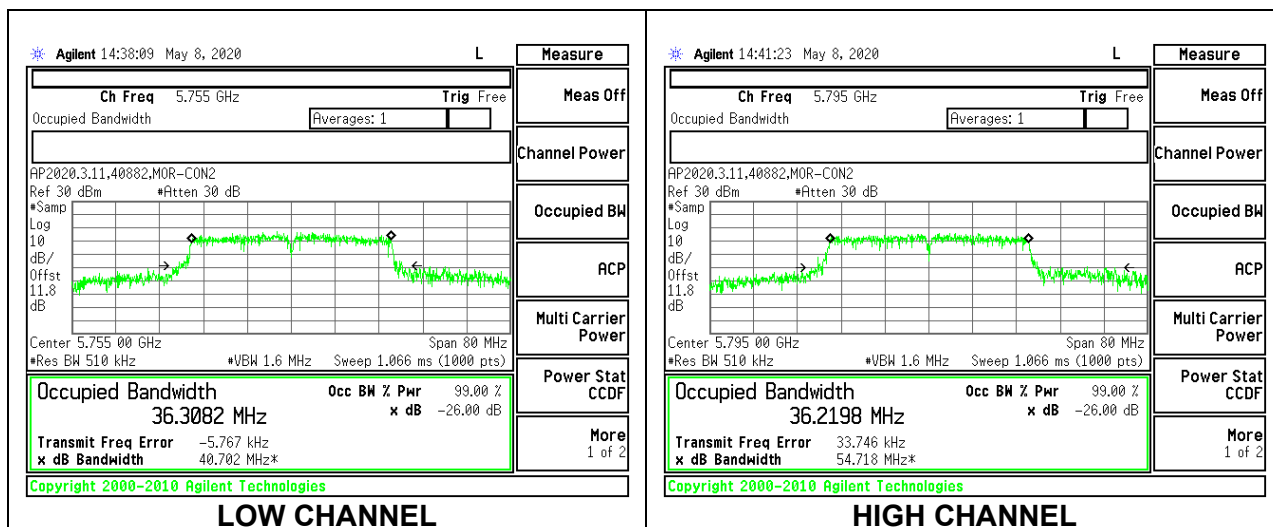 Agilent 14:38:09 May 8, 2020 L Measure
Ch Freq 5.755 GHz Trig Free
Meas Off
Occupied Bandwidth Averages: 1
Channel Power
AP2020.3.11,40882,MOR-CON2
Ref 30 dBm #Atten 30 dB
#Samp
Log
10
dB/
Offst
11.8
dB
Occupied BW
ACP
Multi Carrier
Power
Center 5.755 00 GHz Span 80 MHz
#Res BW 510 kHz #VBW 1.6 MHz Sweep 1.066 ms (1000 pts)
Power Stat
CCDF
Occupied Bandwidth Occ BW % Pwr 99.00 %
36.3082 MHz x dB -26.00 dB
Transmit Freq Error -5.767 kHz
x dB Bandwidth 40.702 MHz*
More
1 of 2
Copyright 2000-2010 Agilent Technologies
LOW CHANNEL
Agilent 14:41:23 May 8, 2020 L Measure
Ch Freq 5.795 GHz Trig Free
Meas Off
Occupied Bandwidth Averages: 1
Channel Power
AP2020.3.11,40882,MOR-CON2
Ref 30 dBm #Atten 30 dB
#Samp
Log
10
dB/
Offst
11.8
dB
Occupied BW
ACP
Multi Carrier
Power
Center 5.795 00 GHz Span 80 MHz
#Res BW 510 kHz #VBW 1.6 MHz Sweep 1.066 ms (1000 pts)
Power Stat
CCDF
Occupied Bandwidth Occ BW % Pwr 99.00 %
36.2198 MHz x dB -26.00 dB
Transmit Freq Error 33.746 kHz
x dB Bandwidth 54.718 MHz*
More
1 of 2
Copyright 2000-2010 Agilent Technologies
HIGH CHANNEL